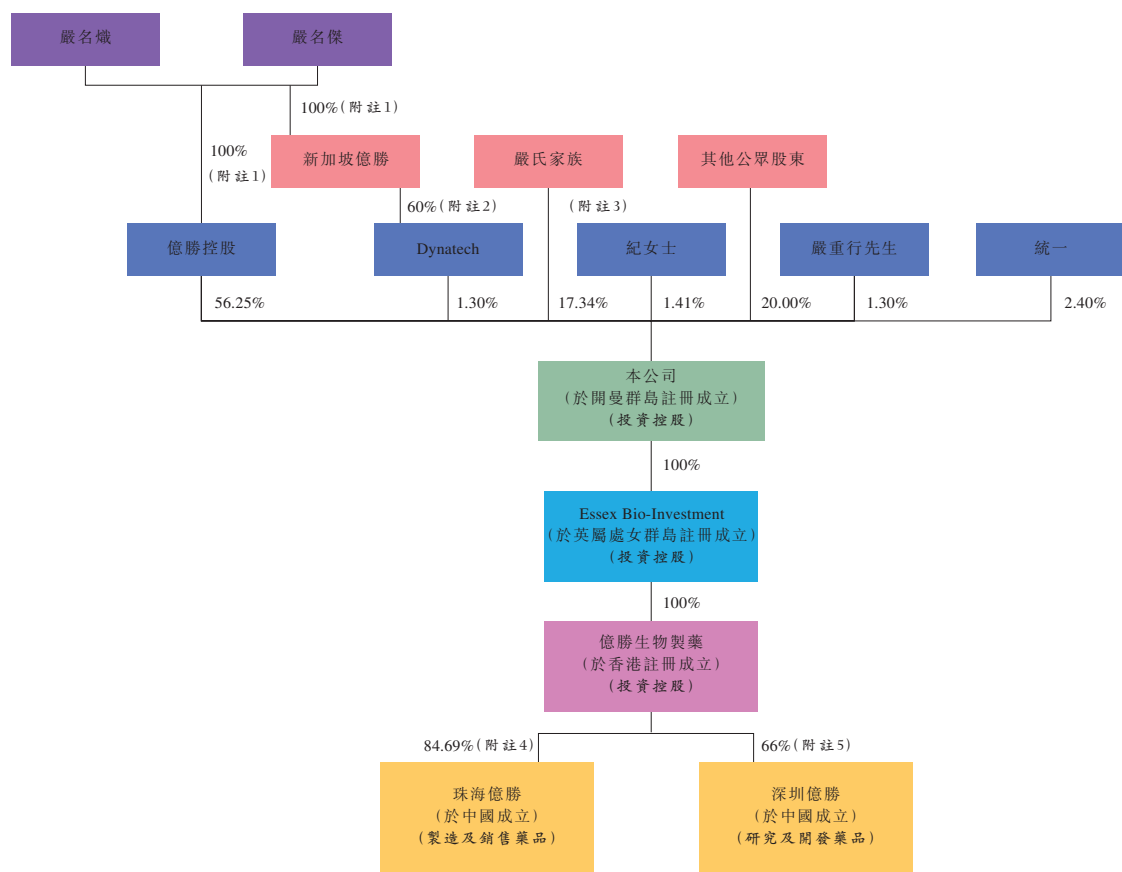 嚴名熾
嚴名傑
100%(附註1)
100%
(附註1)
新加坡億勝
嚴氏家族
其他公眾股東
60%(附註2)
(附註3)
億勝控股
Dynatech
紀女士
嚴重行先生
統一
56.25%
1.30%
17.34%
1.41%
20.00%
1.30%
2.40%
本公司
(於開曼群島註冊成立)
(投資控股)
100%
Essex Bio-Investment
(於英屬處女群島註冊成立)
(投資控股)
100%
億勝生物製藥
(於香港註冊成立)
(投資控股)
84.69%(附註4)
66%(附註5)
珠海億勝
(於中國成立)
(製造及銷售藥品)
深圳億勝
(於中國成立)
(研究及開發藥品)